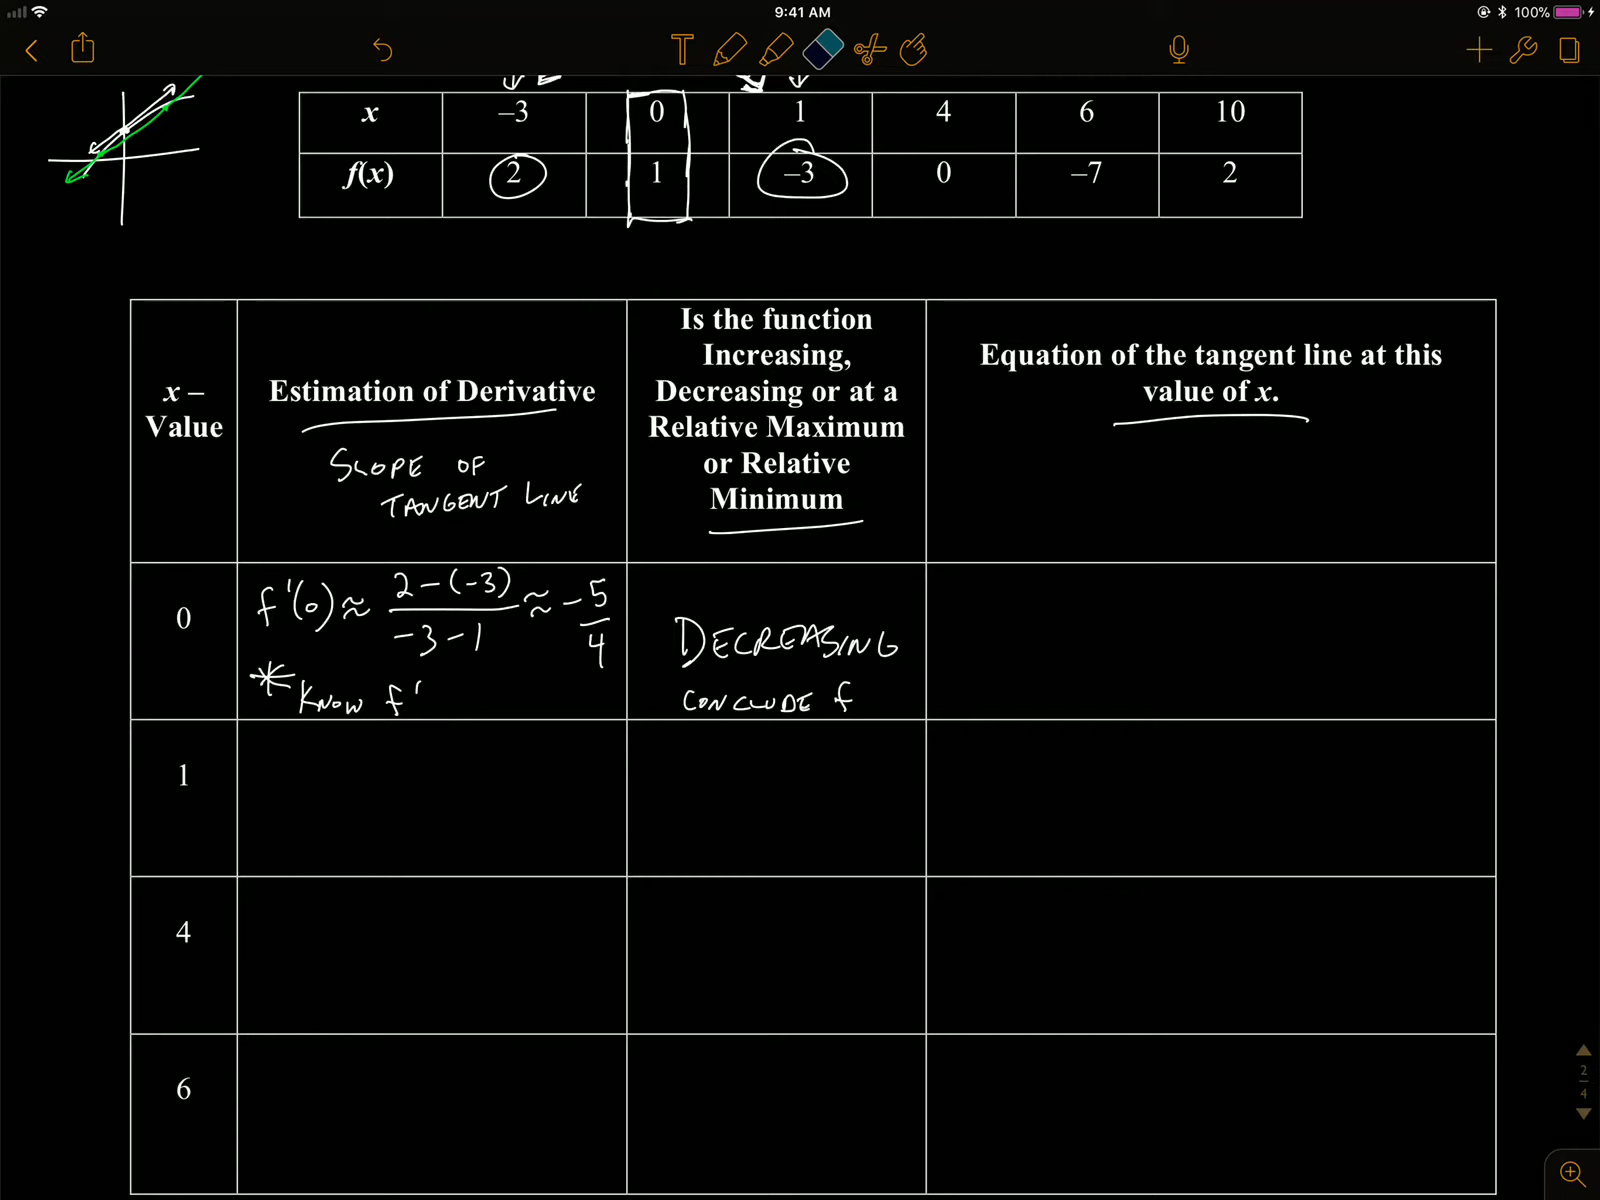 9:41 AM
100%
T
x –3 0 1 4 6 10
f(x) 2 1 –3 0 –7 2
x – Value
Estimation of Derivative
SLOPE OF
TANGENT LINE
Is the function
Increasing,
Decreasing or at a
Relative Maximum
or Relative
Minimum
Equation of the tangent line at this
value of x.
0
f'(0) ≈ 2-(-3) / -3-1 ≈ -5/4
* KNOW f'
DECREASING
CONCLUDE f
1
4
6
2
4